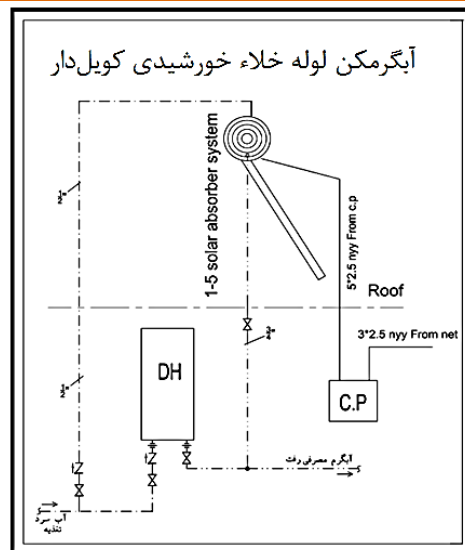 آبگرمکن لوله خلاء خورشیدی کویل‌دار
1-5 solar absorber system
5*2.5 nyy From c.p
Roof
3*2.5 nyy From net
DH
C.P
آبگرم مصرفی رفت
آب سرد
تغذیه